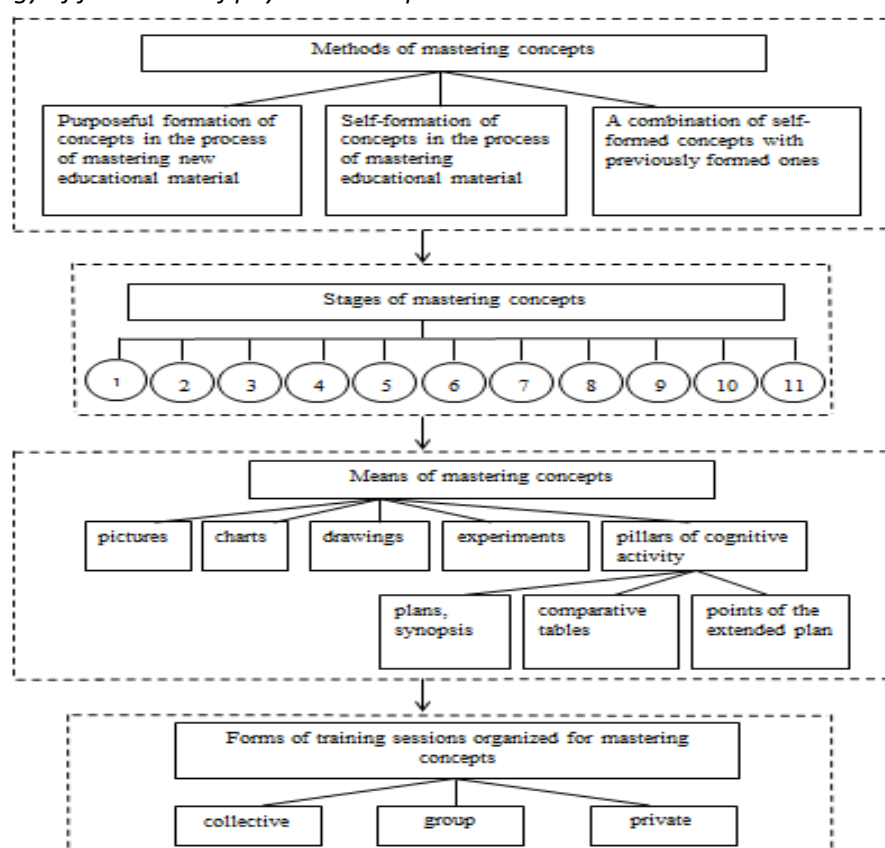 Methods of mastering concepts
Purposeful formation of
concepts in the process
of mastering new
educational material
Self-formation of
concepts in the process
of mastering
educational material
A combination of self-
formed concepts with
previously formed ones
Stages of mastering concepts
1 2 3 4 5 6 7 8 9 10 11
Means of mastering concepts
pictures
charts
drawings
experiments
pillars of cognitive
activity
plans,
synopsis
comparative
tables
points of the
extended plan
Forms of training sessions organized for mastering
concepts
collective
group
private